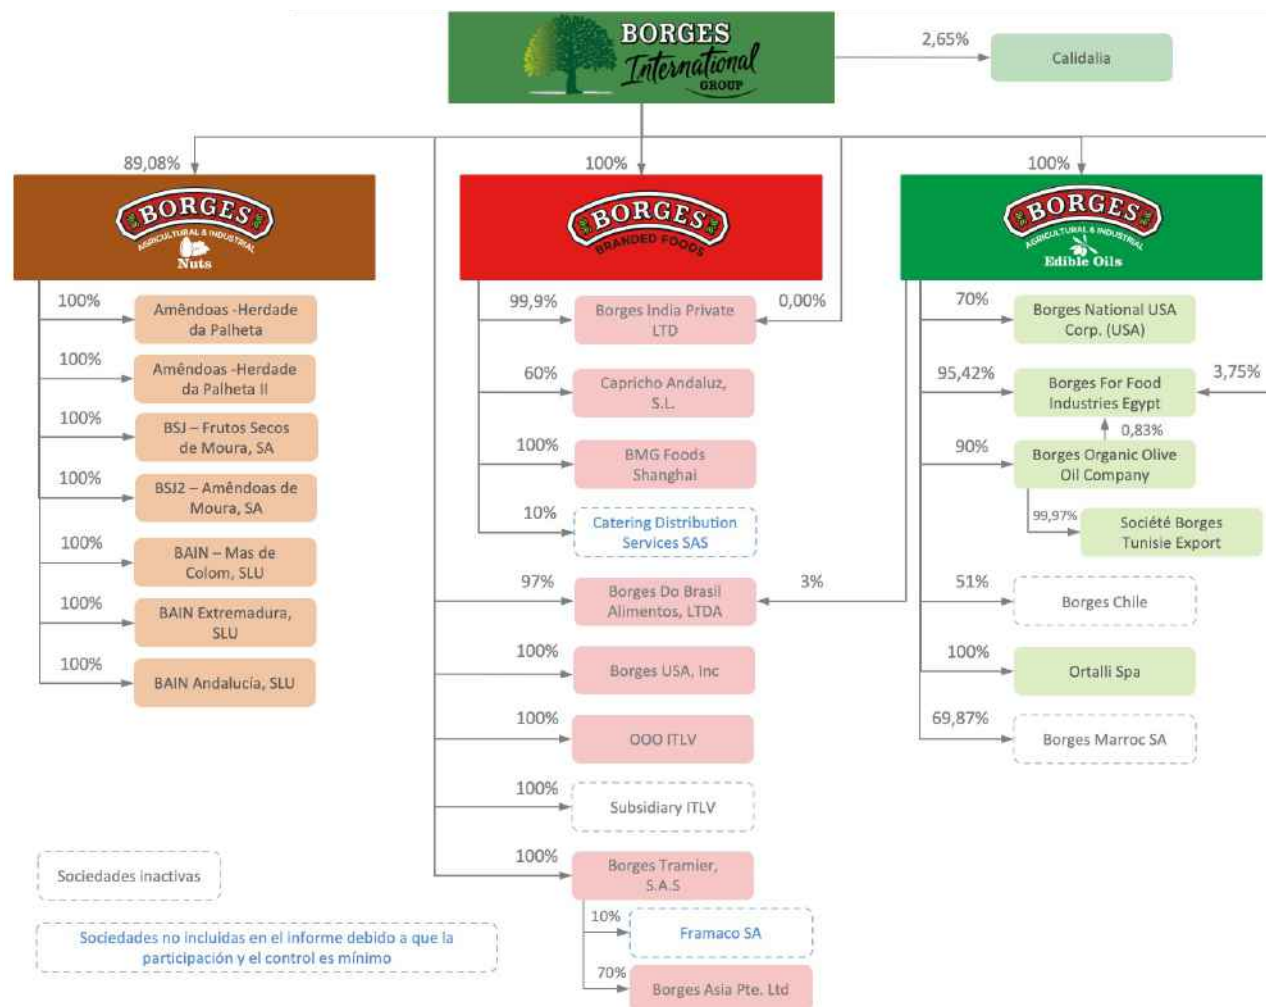 BORGES
International
GROUP
2,65%
Calidalia
89,08%
100%
100%
BORGES
AGRICULTURAL & INDUSTRIAL
Nuts
BORGES
BRANDED FOODS
BORGES
AGRICULTURAL & INDUSTRIAL
Edible Oils
100%
Amêndoas -Herdade
da Palheta
100%
Amêndoas -Herdade
da Palheta II
100%
BSJ – Frutos Secos
de Moura, SA
100%
BSJ2 – Amêndoas de
Moura, SA
100%
BAIN – Mas de
Colom, SLU
100%
BAIN Extremadura,
SLU
100%
BAIN Andalucía, SLU
99,9%
Borges India Private
LTD
0,00%
60%
Capricho Andaluz,
S.L.
100%
BMG Foods
Shanghai
10%
Catering Distribution
Services SAS
97%
Borges Do Brasil
Alimentos, LTDA
3%
100%
Borges USA, Inc
100%
OOO ITLV
100%
Subsidiary ITLV
100%
Borges Tramier,
S.A.S
10%
Framaco SA
70%
Borges Asia Pte. Ltd
70%
Borges National USA
Corp. (USA)
95,42%
Borges For Food
Industries Egypt
3,75%
0,83%
90%
Borges Organic Olive
Oil Company
99,97%
Société Borges
Tunisie Export
51%
Borges Chile
100%
Ortalli Spa
69,87%
Borges Marroc SA
Sociedades inactivas
Sociedades no incluidas en el informe debido a que la
participación y el control es mínimo